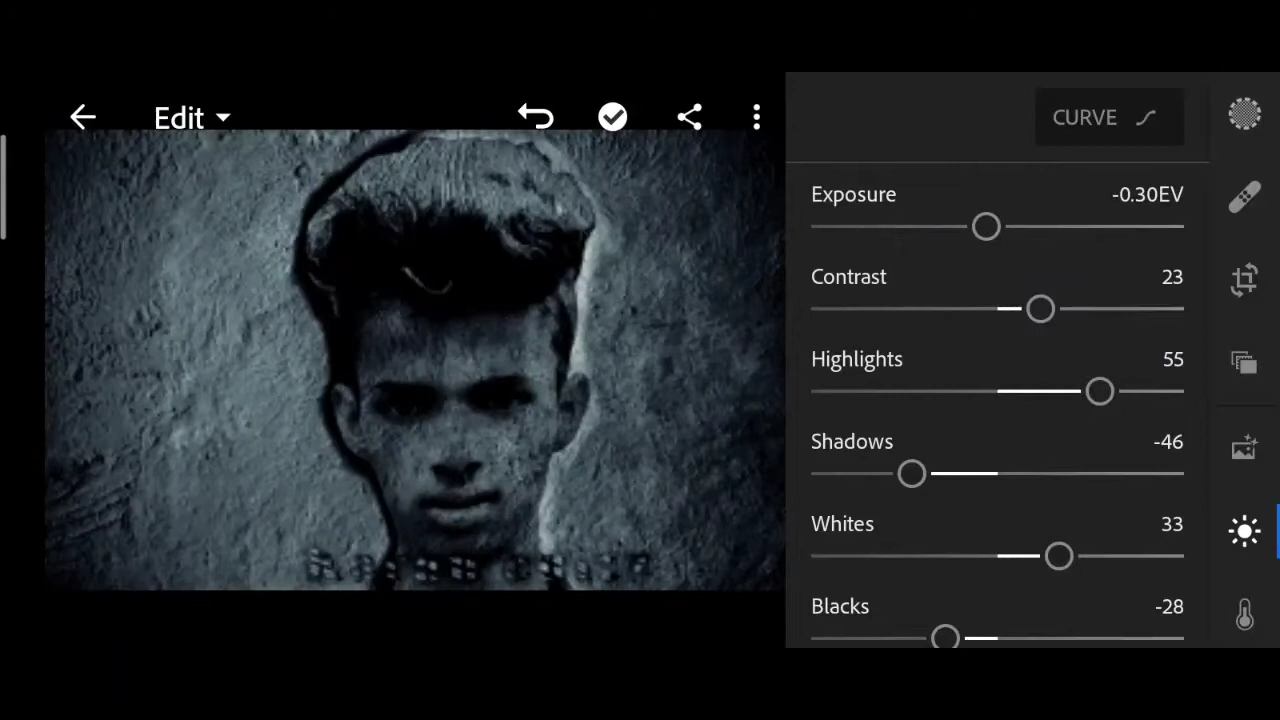 Edit
CURVE
Exposure -0.30EV
Contrast 23
Highlights 55
Shadows -46
Whites 33
Blacks -28